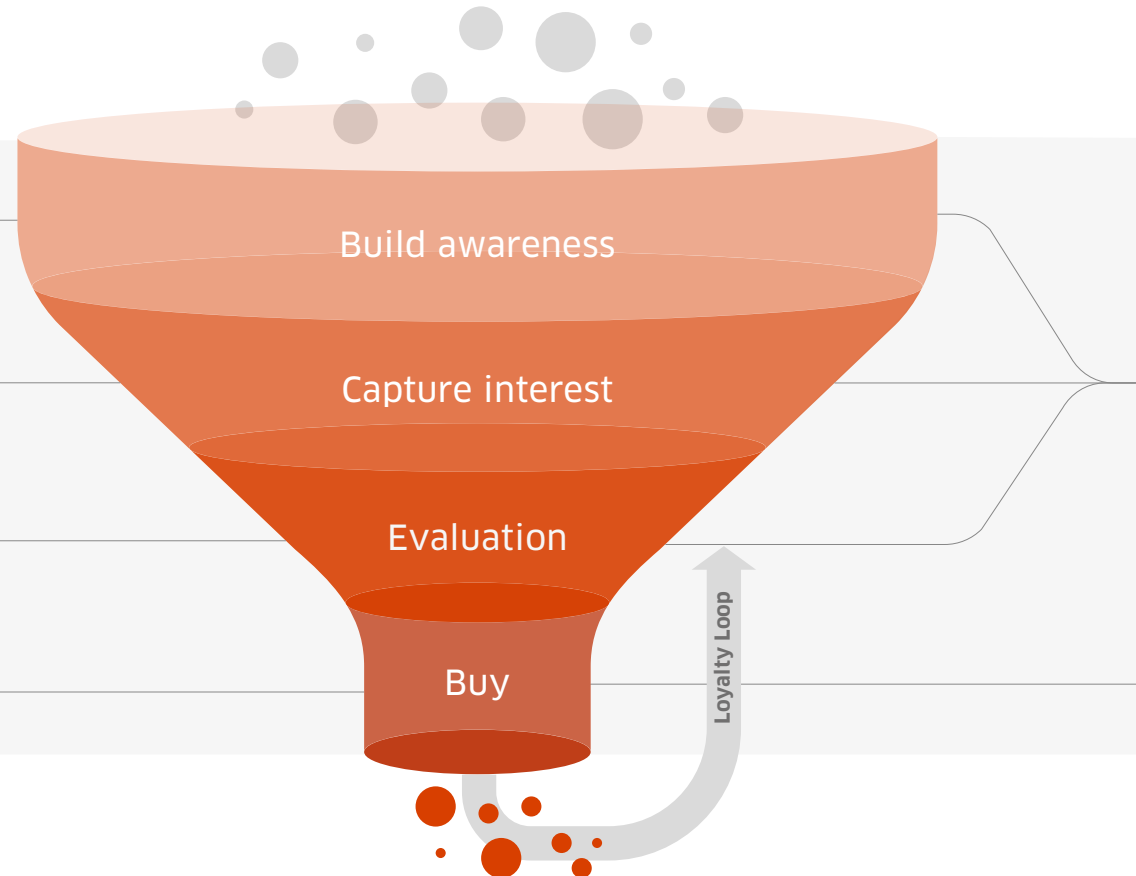 Build awareness
Capture interest
Evaluation
Buy
Loyalty Loop